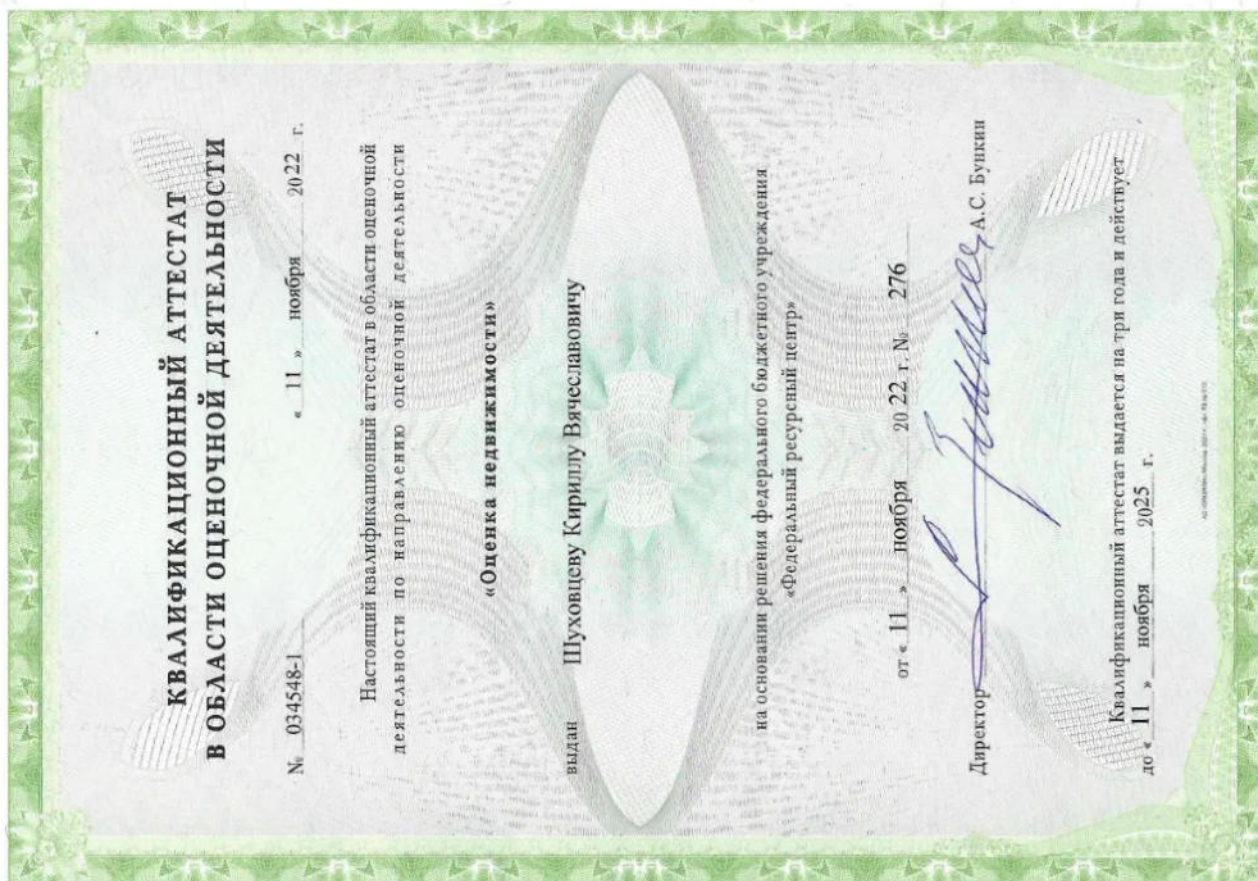 КВАЛИФИКАЦИОННЫЙ АТТЕСТАТ
В ОБЛАСТИ ОЦЕНОЧНОЙ ДЕЯТЕЛЬНОСТИ
№ 034548-1 « 11 » ноября 2022 г.
Настоящий квалификационный аттестат в области оценочной
деятельности по направлению оценочной деятельности
«Оценка недвижимости»
выдан Шуховцеву Кириллу Вячеславовичу
на основании решения федерального бюджетного учреждения
«Федеральный ресурсный центр»
от « 11 » ноября 20 22 г. № 276
Директор А.С. Бункин
Квалификационный аттестат выдается на три года и действует
до « 11 » ноября 2025 г.